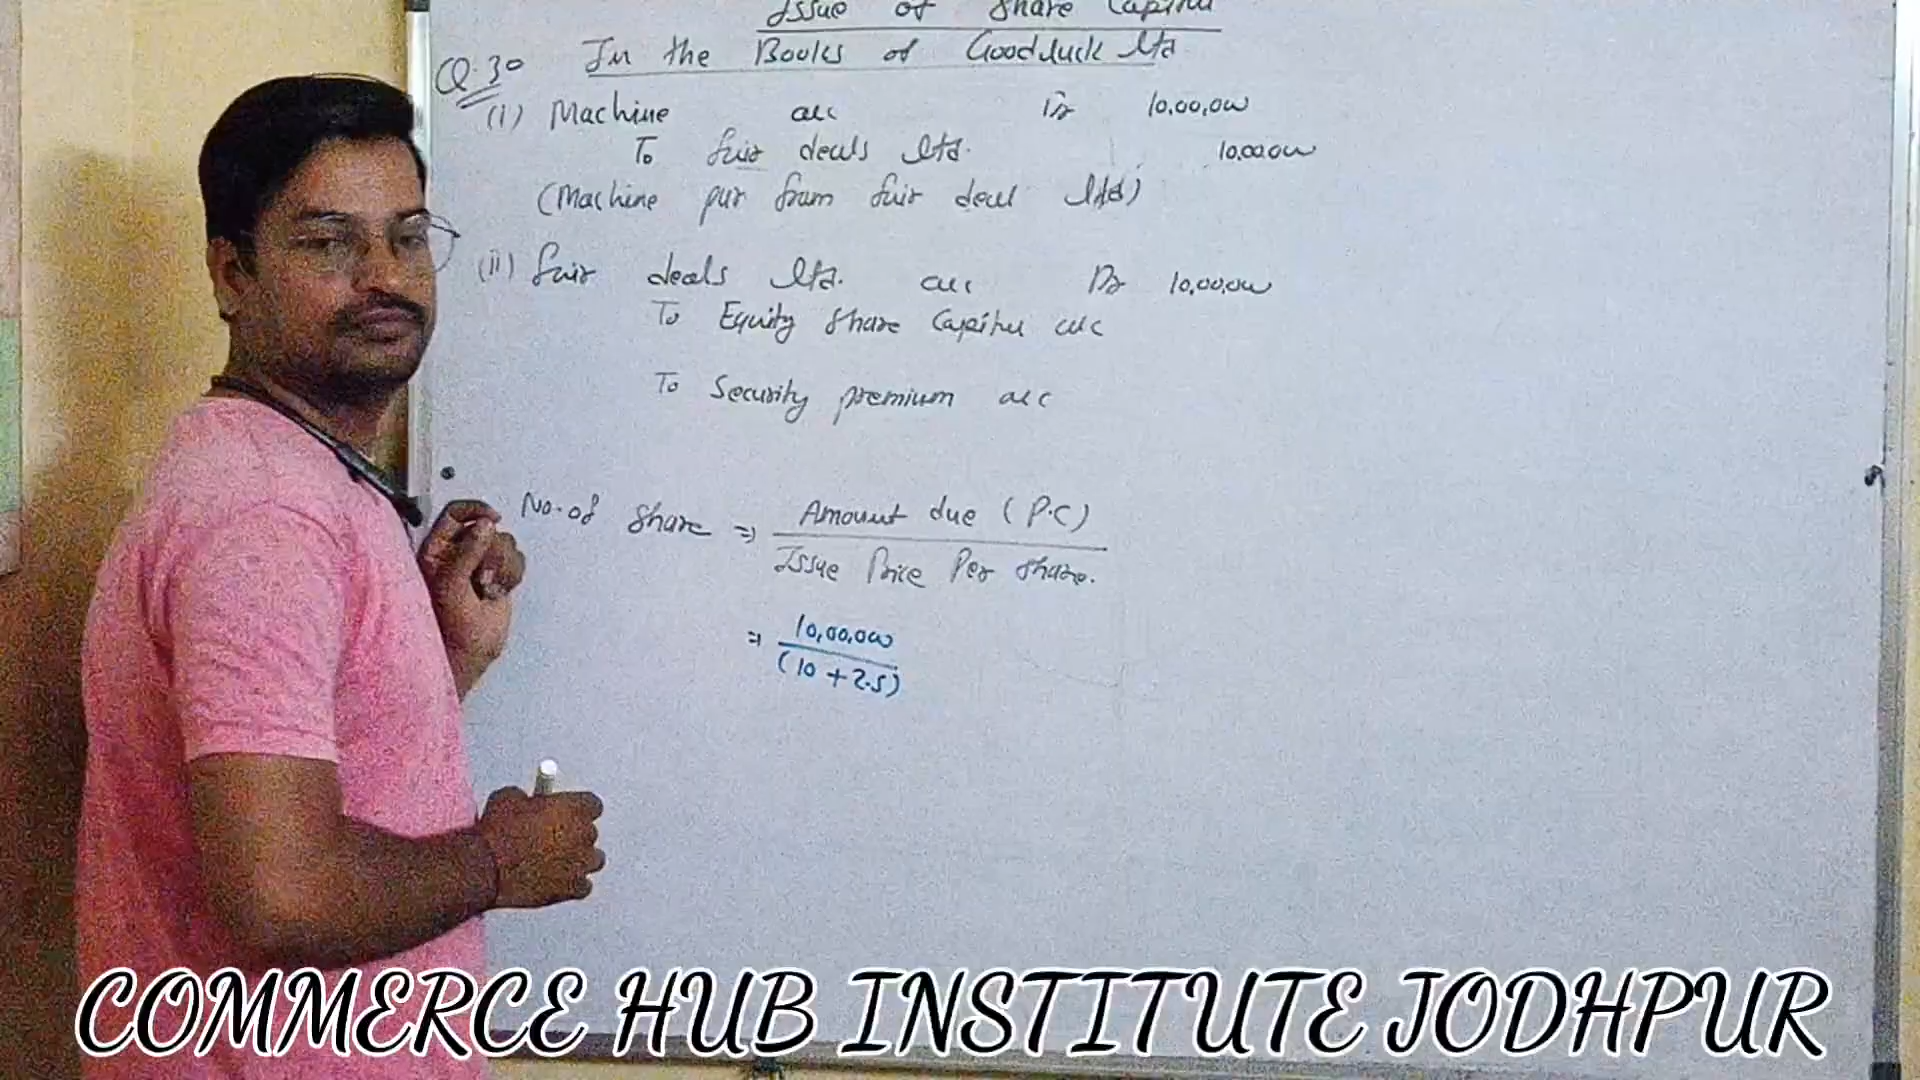 Issue of Share Capital
Q.30 In the Books of Goodluck ltd
(i) Machine a/c Dr 10,00,000
To fair deals ltd. 10,00,000
(Machine pur from fair deal ltd)
(ii) fair deals ltd. a/c Dr 10,00,000
To Equity Share Capital a/c
To Security premium a/c
No. of Share ⇒ Amount due (P.C)
Issue Price Per Share.
⇒ 10,00,000
(10 + 2.5)
COMMERCE HUB INSTITUTE JODHPUR